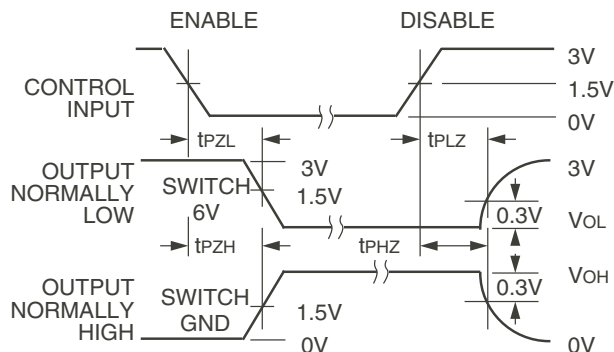 ENABLE DISABLE
3V
CONTROL INPUT 1.5V
0V
tPZL tPLZ
OUTPUT NORMALLY LOW
SWITCH 6V
3V
1.5V
3V
0.3V
VOL
tPZH tPHZ
VOH
0.3V
OUTPUT NORMALLY HIGH
SWITCH GND
1.5V
0V
0V